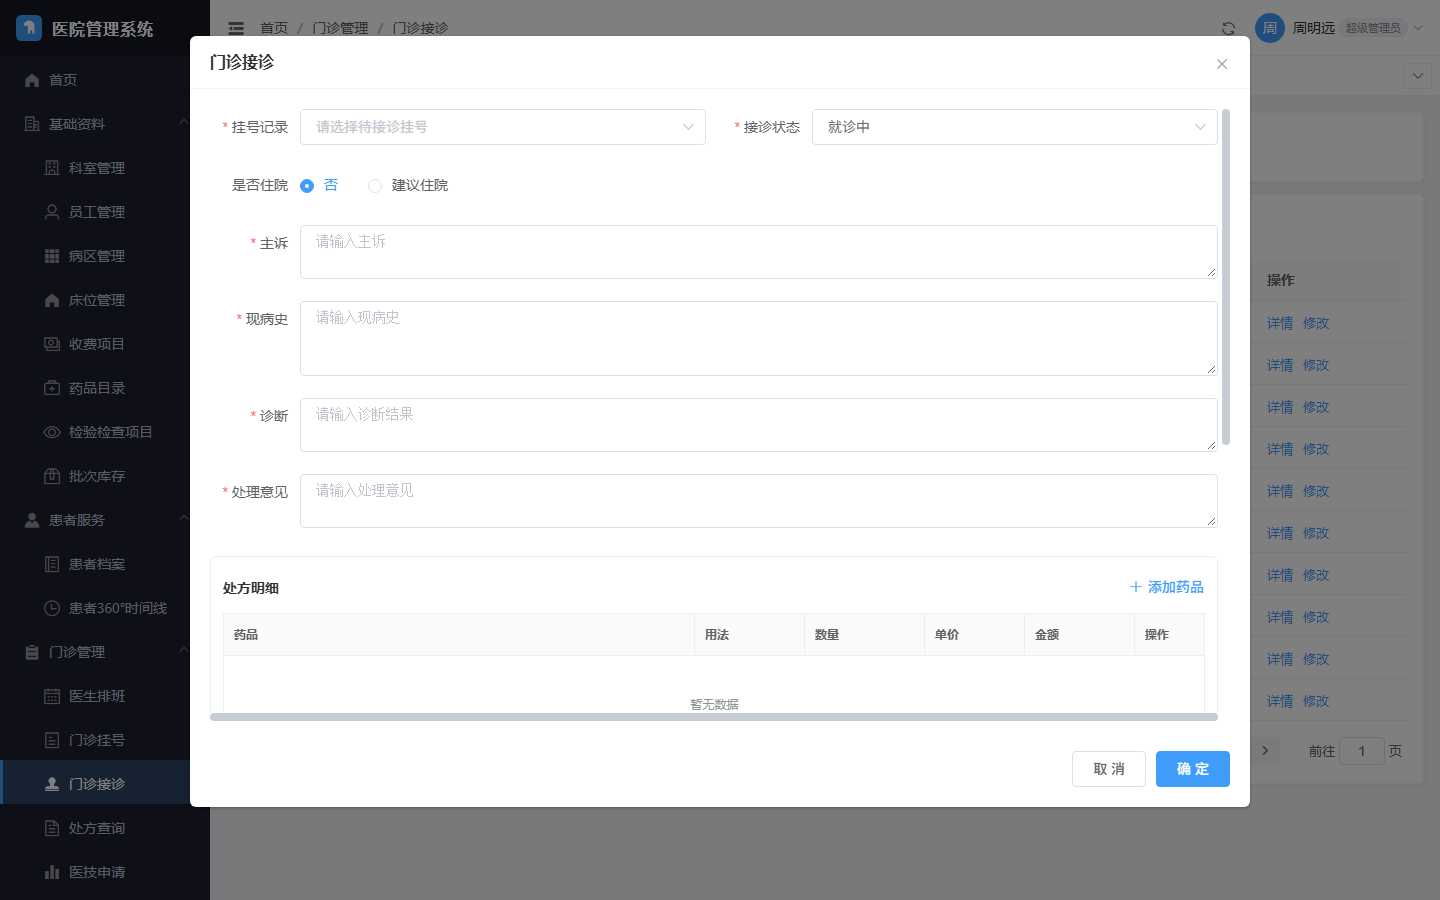 医院管理系统
首页 / 门诊管理 / 门诊接诊
周 周明远 超级管理员
首页
基础资料
科室管理
员工管理
病区管理
床位管理
收费项目
药品目录
检验检查项目
批次库存
患者服务
患者档案
患者360°时间线
门诊管理
医生排班
门诊挂号
门诊接诊
处方查询
医技申请
门诊接诊
* 挂号记录 请选择待接诊挂号 * 接诊状态 就诊中
是否住院 否 建议住院
* 主诉 请输入主诉
* 现病史 请输入现病史
* 诊断 请输入诊断结果
* 处理意见 请输入处理意见
处方明细 添加药品
药品 用法 数量 单价 金额 操作
暂无数据
取 消 确 定
操作
详情 修改
详情 修改
详情 修改
详情 修改
详情 修改
详情 修改
详情 修改
详情 修改
详情 修改
详情 修改
前往 1 页